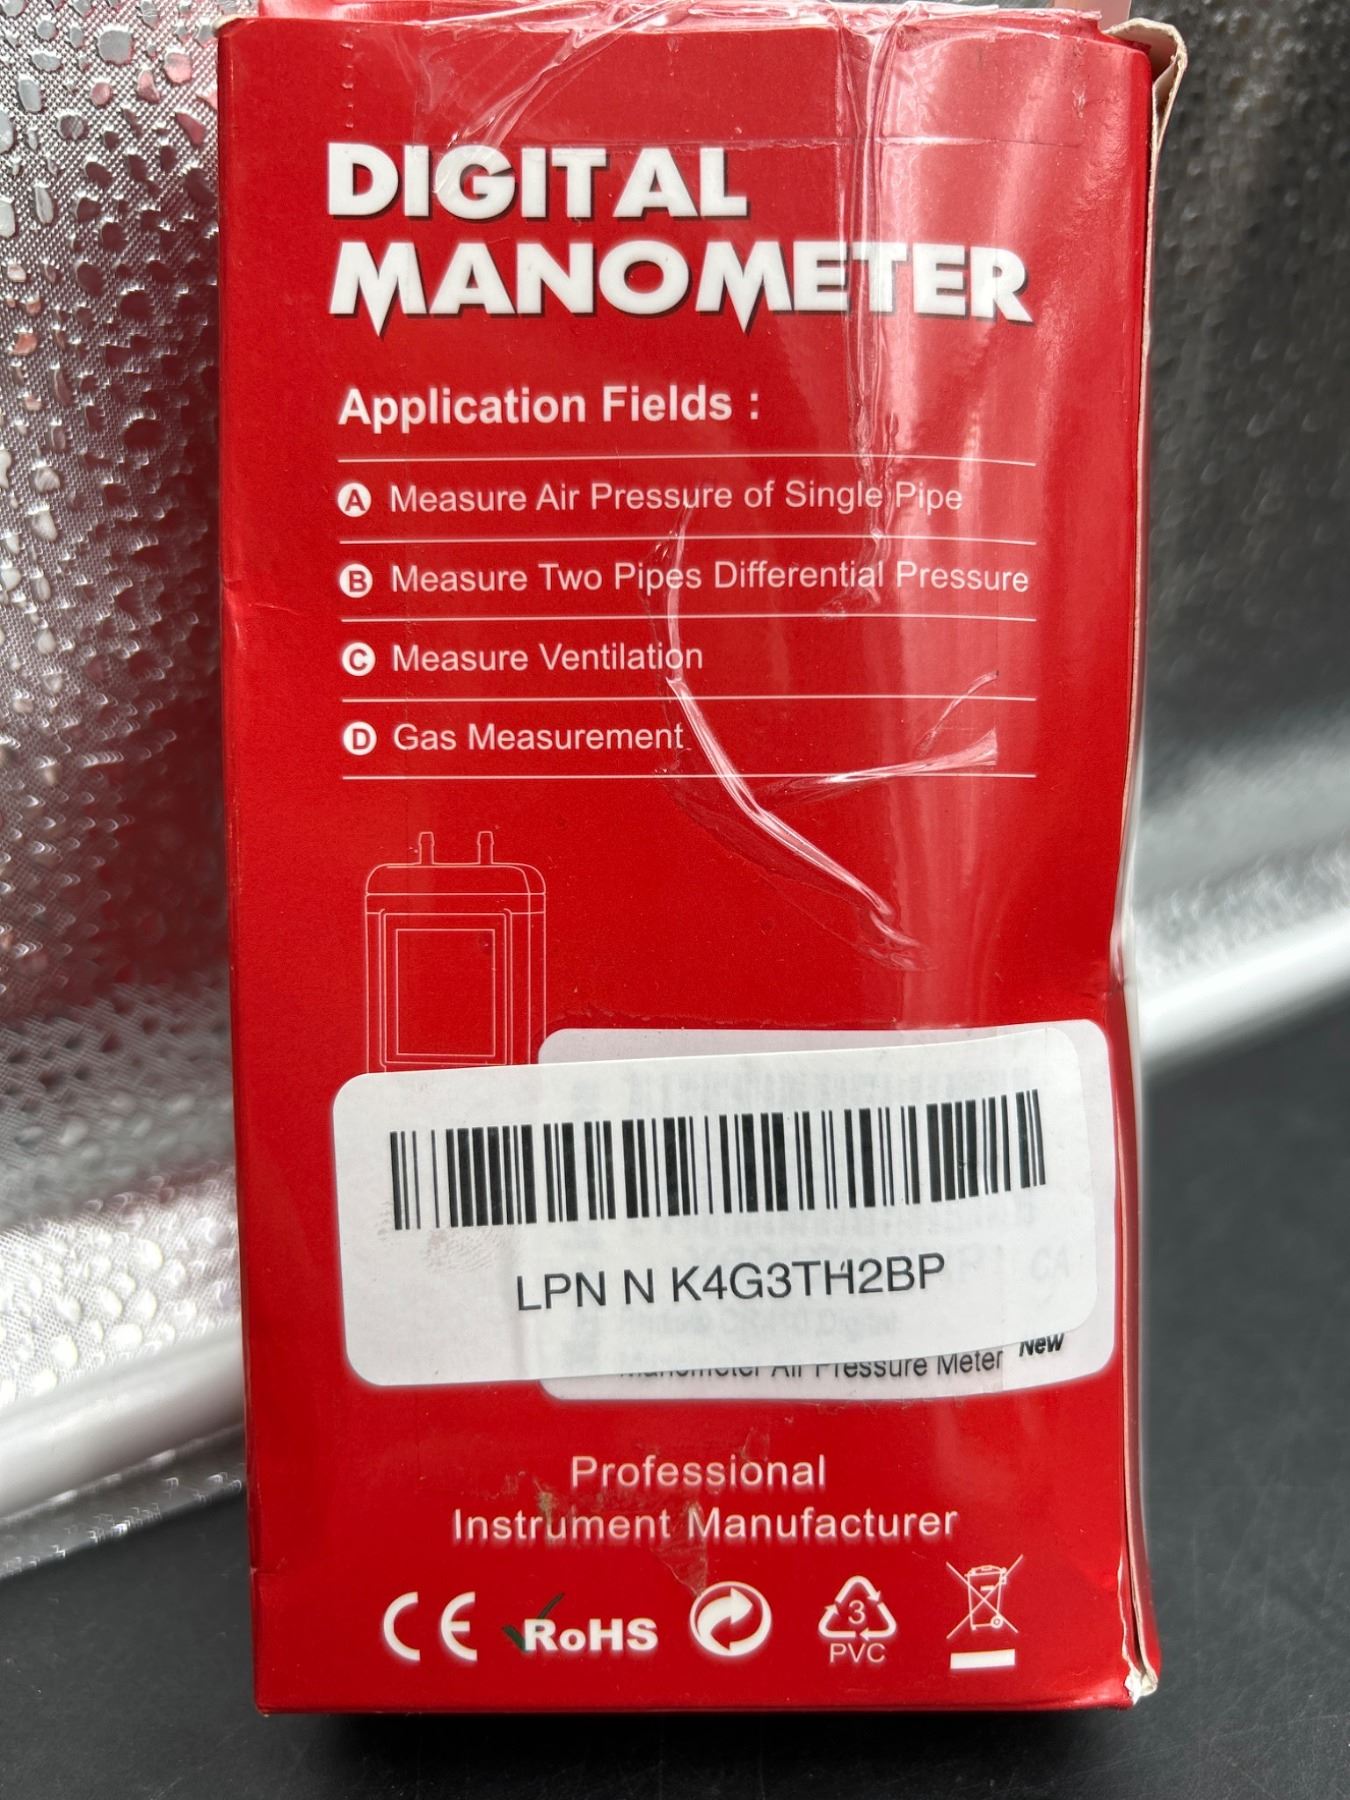 DIGITAL
MANOMETER
Application Fields :
A Measure Air Pressure of Single Pipe
B Measure Two Pipes Differential Pressure
C Measure Ventilation
D Gas Measurement
LPN N K4G3TH2BP
New
Manometer Air Pressure Meter
Professional
Instrument Manufacturer
CE RoHS 3
PVC